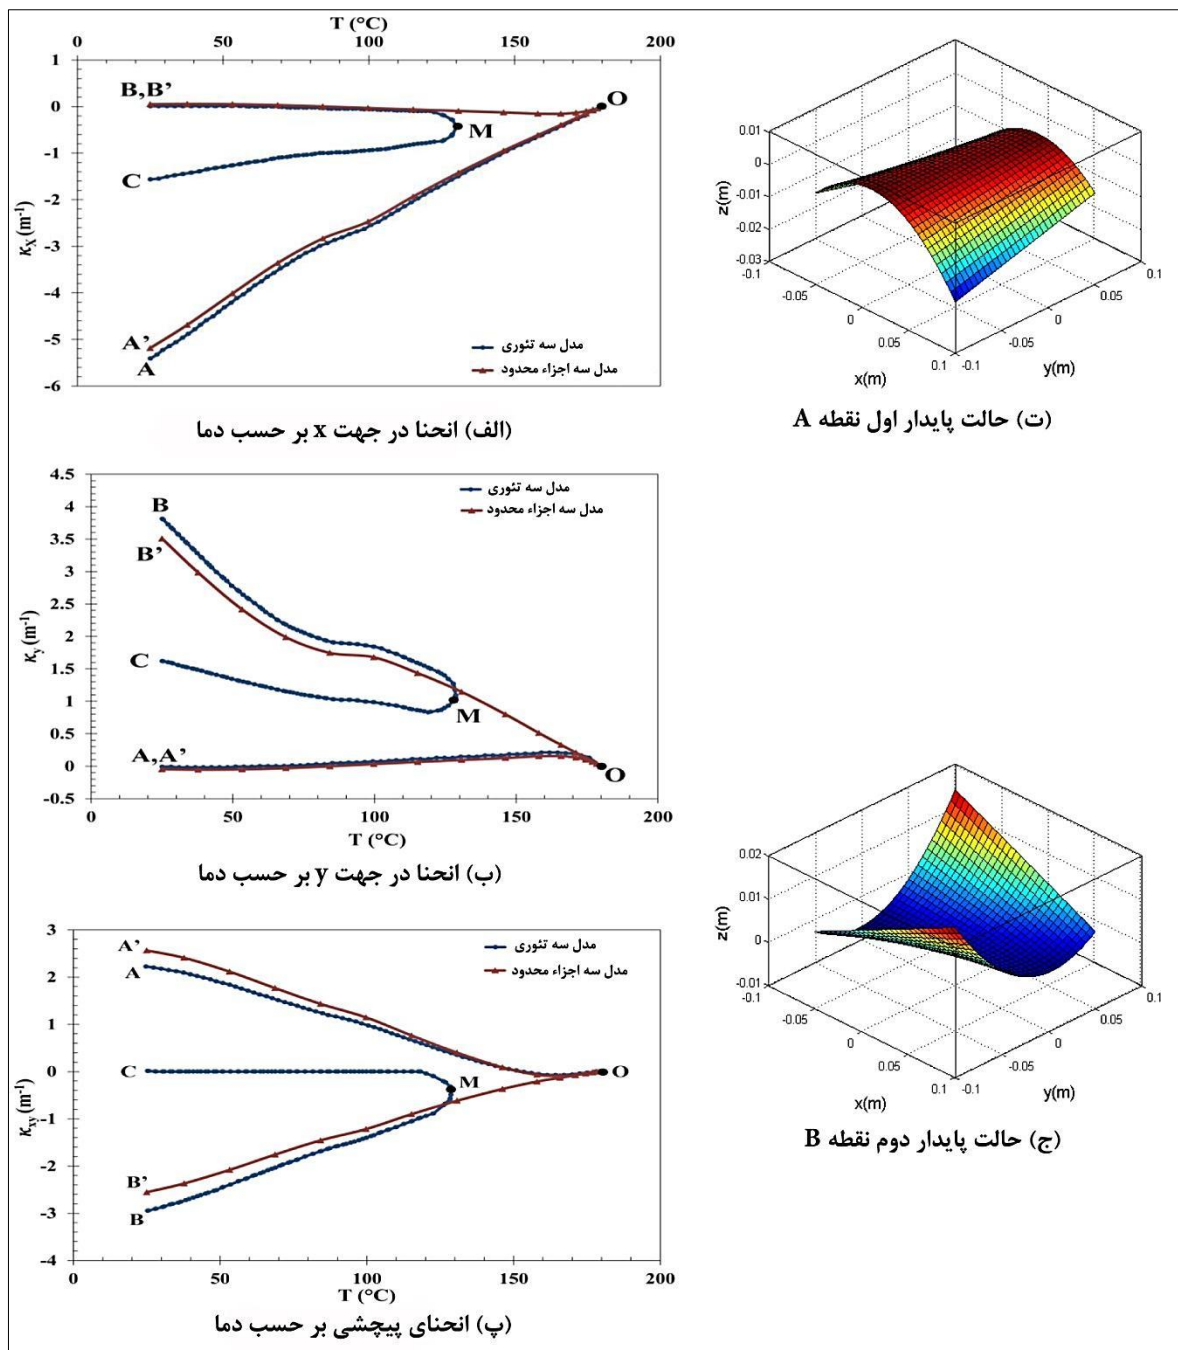 T (°C)
0 50 100 150 200
1
0
-1
-2
-3
-4
-5
-6
κX (m-1)
B,B’
O
M
C
A’
A
مدل سه تئوری
مدل سه اجزاء محدود
(الف) انحنا در جهت x بر حسب دما
0.01
0
-0.01
-0.02
-0.03
z(m)
-0.1
-0.05
0
0.05
0.1
x(m)
-0.1
-0.05
0
0.05
0.1
y(m)
(ت) حالت پایدار اول نقطه A
4.5
4
3.5
3
2.5
2
1.5
1
0.5
0
-0.5
κy (m-1)
B
B’
C
M
A,A’
O
مدل سه تئوری
مدل سه اجزاء محدود
0 50 100 150 200
T (°C)
(ب) انحنا در جهت y بر حسب دما
0.02
0.01
0
-0.01
z(m)
-0.1
-0.05
0
0.05
0.1
x(m)
-0.1
-0.05
0
0.05
0.1
y(m)
(ج) حالت پایدار دوم نقطه B
3
2
1
0
-1
-2
-3
-4
κxy (m-1)
A’
A
C
M
O
B’
B
مدل سه تئوری
مدل سه اجزاء محدود
0 50 100 150 200
T (°C)
(پ) انحنای پیچشی بر حسب دما